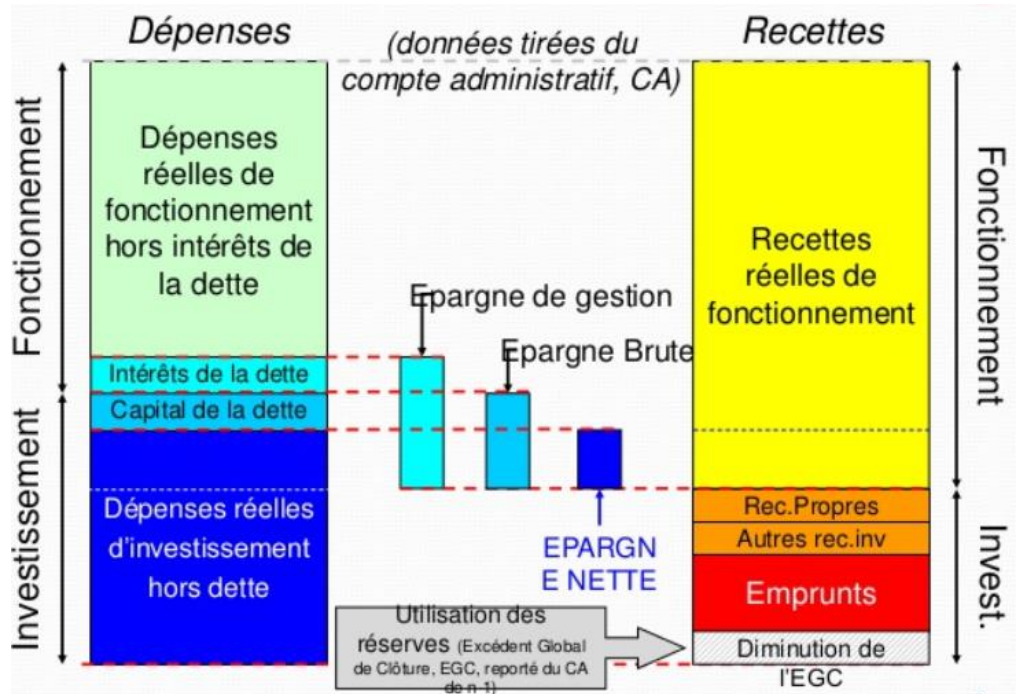 Dépenses
(données tirées du
compte administratif, CA)
Recettes
Fonctionnement
Investissement
Dépenses
réelles de
fonctionnement
hors intérêts de
la dette
Intérêts de la dette
Capital de la dette
Dépenses réelles
d'investissement
hors dette
Epargne de gestion
Epargne Brute
EPARGN
E NETTE
Utilisation des
réserves (Excédent Global
de Clôture, EGC, reporté du CA
de n-1)
Recettes
réelles de
fonctionnement
Rec.Propres
Autres rec.inv
Emprunts
Diminution de
l'EGC
Fonctionnement
Invest.